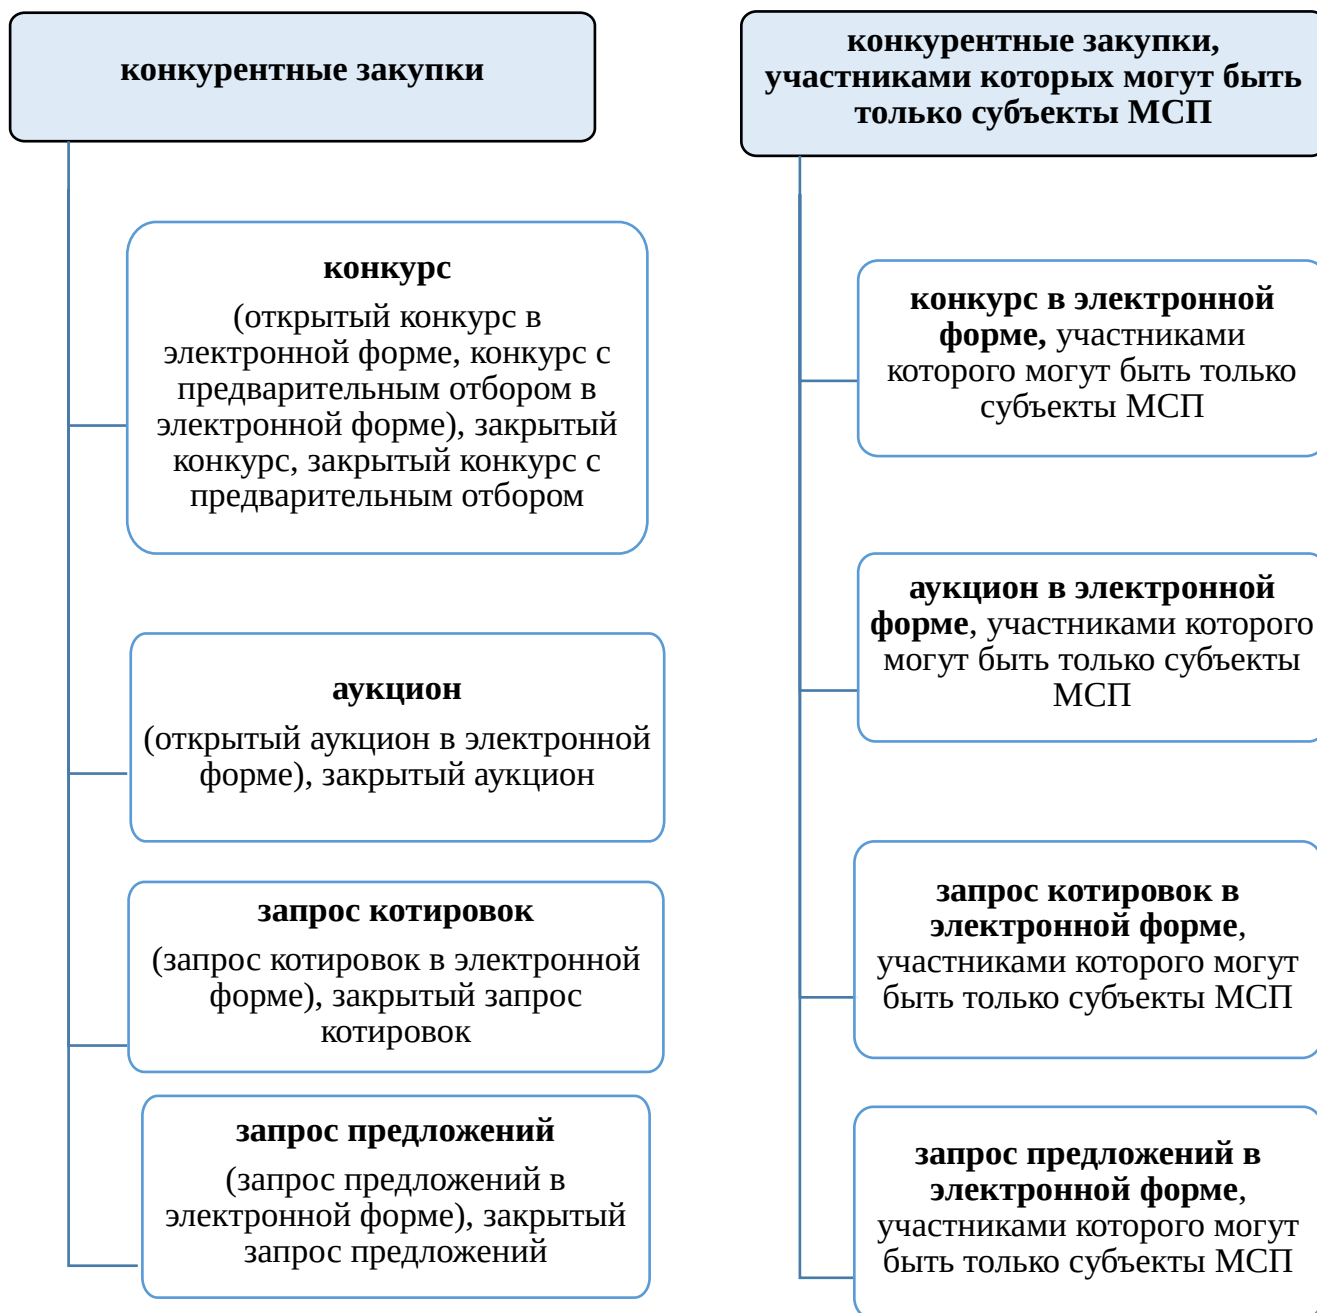 конкурентные закупки
конкурс
(открытый конкурс в
электронной форме, конкурс с
предварительным отбором в
электронной форме), закрытый
конкурс, закрытый конкурс с
предварительным отбором
аукцион
(открытый аукцион в электронной
форме), закрытый аукцион
запрос котировок
(запрос котировок в электронной
форме), закрытый запрос
котировок
запрос предложений
(запрос предложений в
электронной форме), закрытый
запрос предложений
конкурентные закупки,
участниками которых могут быть
только субъекты МСП
конкурс в электронной
форме, участниками
которого могут быть только
субъекты МСП
аукцион в электронной
форме, участниками которого
могут быть только субъекты
МСП
запрос котировок в
электронной форме,
участниками которого могут
быть только субъекты МСП
запрос предложений в
электронной форме,
участниками которого могут
быть только субъекты МСП